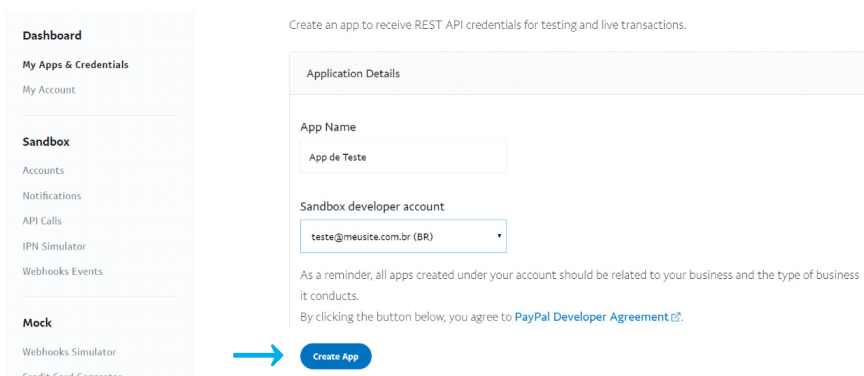 Dashboard
My Apps & Credentials
My Account
Sandbox
Accounts
Notifications
API Calls
IPN Simulator
Webhooks Events
Mock
Webhooks Simulator
Credit Card Generator
Create an app to receive REST API credentials for testing and live transactions.
Application Details
App Name
App de Teste
Sandbox developer account
teste@meusite.com.br (BR)
As a reminder, all apps created under your account should be related to your business and the type of business
it conducts.
By clicking the button below, you agree to PayPal Developer Agreement.
Create App